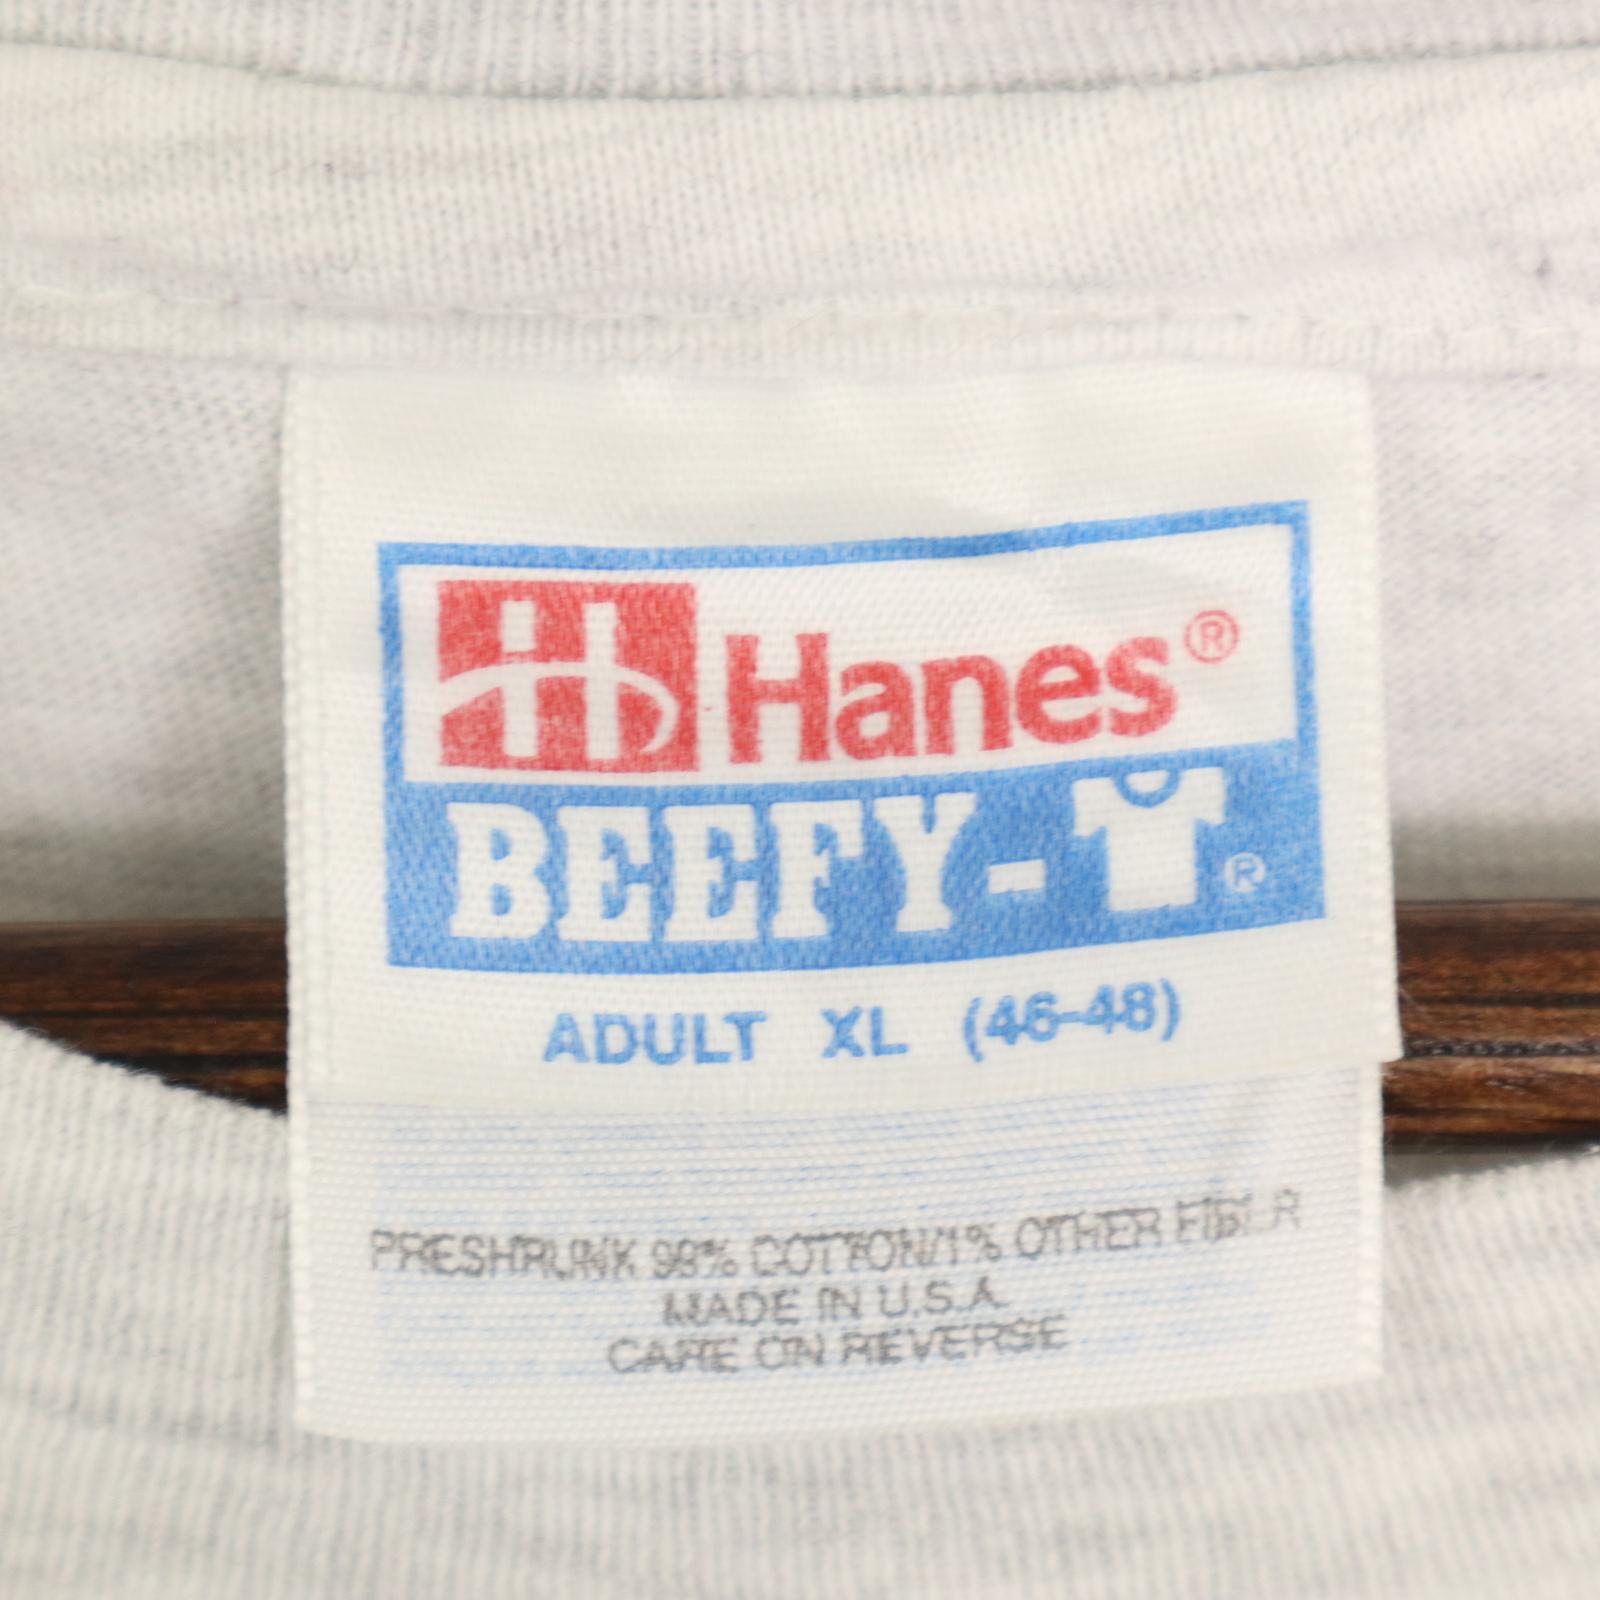 Hanes®
BEEFY-T®
ADULT XL (46-48)
PRESHRUNK 99% COTTON/1% OTHER FIBER
MADE IN U.S.A.
CARE ON REVERSE